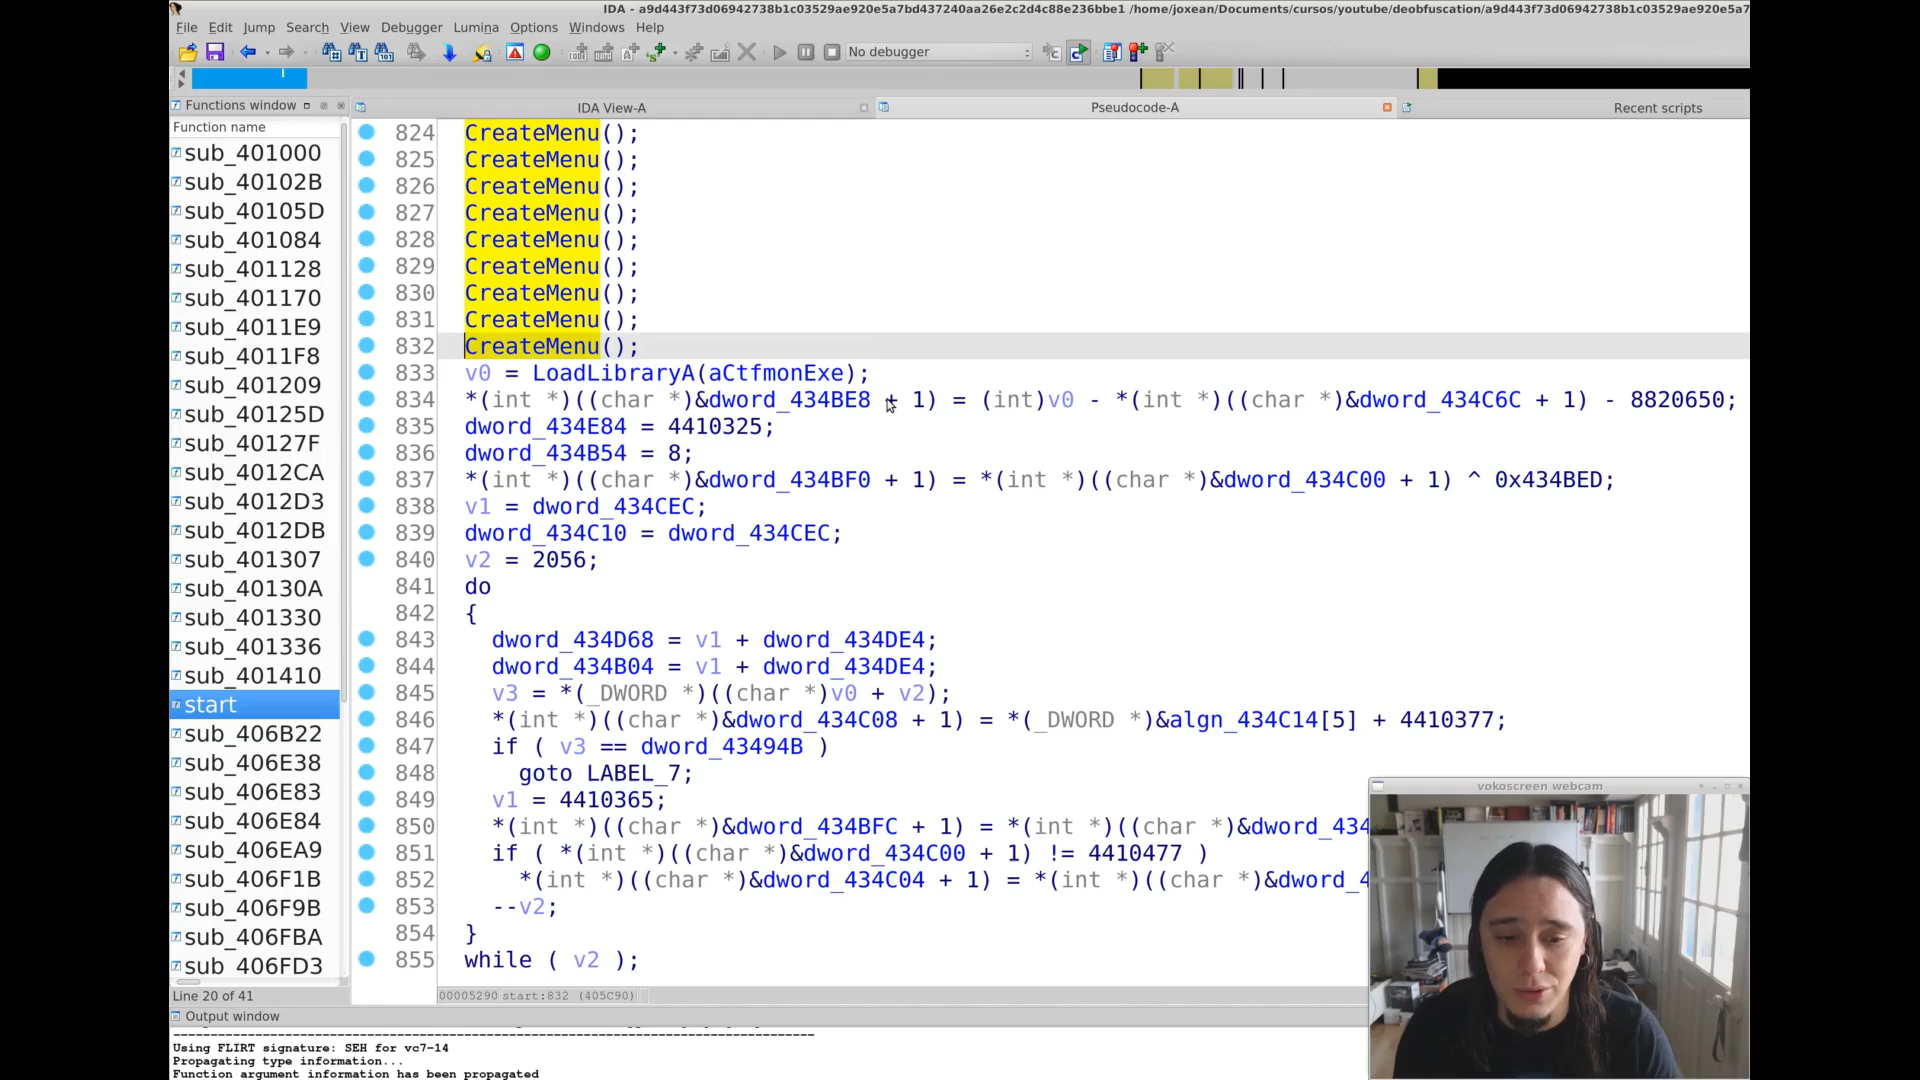 IDA - a9d443f73d06942738b1c03529ae920e5a7bd437240aa26e2c2d4c88e236bbe1 /home/joxean/Documents/cursos/youtube/deobfuscation/a9d443f73d06942738b1c03529ae920e5a7
File Edit Jump Search View Debugger Lumina Options Windows Help
No debugger
Functions window
IDA View-A
Pseudocode-A
Recent scripts
Function name
sub_401000
sub_40102B
sub_40105D
sub_401084
sub_401128
sub_401170
sub_4011E9
sub_4011F8
sub_401209
sub_40125D
sub_40127F
sub_4012CA
sub_4012D3
sub_4012DB
sub_401307
sub_40130A
sub_401330
sub_401336
sub_401410
start
sub_406B22
sub_406E38
sub_406E83
sub_406E84
sub_406EA9
sub_406F1B
sub_406F9B
sub_406FBA
sub_406FD3
Line 20 of 41
824 CreateMenu();
825 CreateMenu();
826 CreateMenu();
827 CreateMenu();
828 CreateMenu();
829 CreateMenu();
830 CreateMenu();
831 CreateMenu();
832 CreateMenu();
833 v0 = LoadLibraryA(aCtfmonExe);
834 *(int *)((char *)&dword_434BE8 + 1) = (int)v0 - *(int *)((char *)&dword_434C6C + 1) - 8820650;
835 dword_434E84 = 4410325;
836 dword_434B54 = 8;
837 *(int *)((char *)&dword_434BF0 + 1) = *(int *)((char *)&dword_434C00 + 1) ^ 0x434BED;
838 v1 = dword_434CEC;
839 dword_434C10 = dword_434CEC;
840 v2 = 2056;
841 do
842 {
843 dword_434D68 = v1 + dword_434DE4;
844 dword_434B04 = v1 + dword_434DE4;
845 v3 = *(_DWORD *)((char *)v0 + v2);
846 *(int *)((char *)&dword_434C08 + 1) = *(_DWORD *)&algn_434C14[5] + 4410377;
847 if ( v3 == dword_43494B )
848 goto LABEL_7;
849 v1 = 4410365;
850 *(int *)((char *)&dword_434BFC + 1) = *(int *)((char *)&dword_434
851 if ( *(int *)((char *)&dword_434C00 + 1) != 4410477 )
852 *(int *)((char *)&dword_434C04 + 1) = *(int *)((char *)&dword_4
853 --v2;
854 }
855 while ( v2 );
vokoscreen webcam
00005290 start:832 (405C90)
Output window
Using FLIRT signature: SEH for vc7-14
Propagating type information...
Function argument information has been propagated